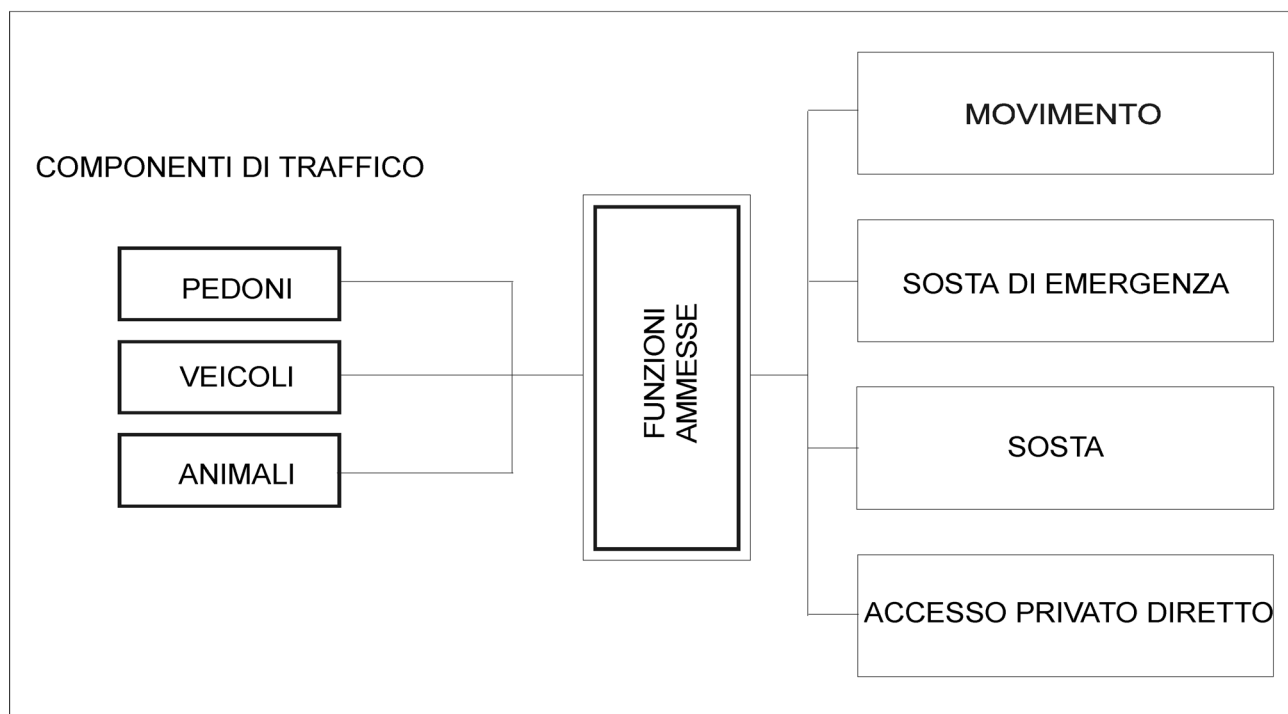 COMPONENTI DI TRAFFICO
PEDONI
VEICOLI
ANIMALI
FUNZIONI
AMMESSE
MOVIMENTO
SOSTA DI EMERGENZA
SOSTA
ACCESSO PRIVATO DIRETTO